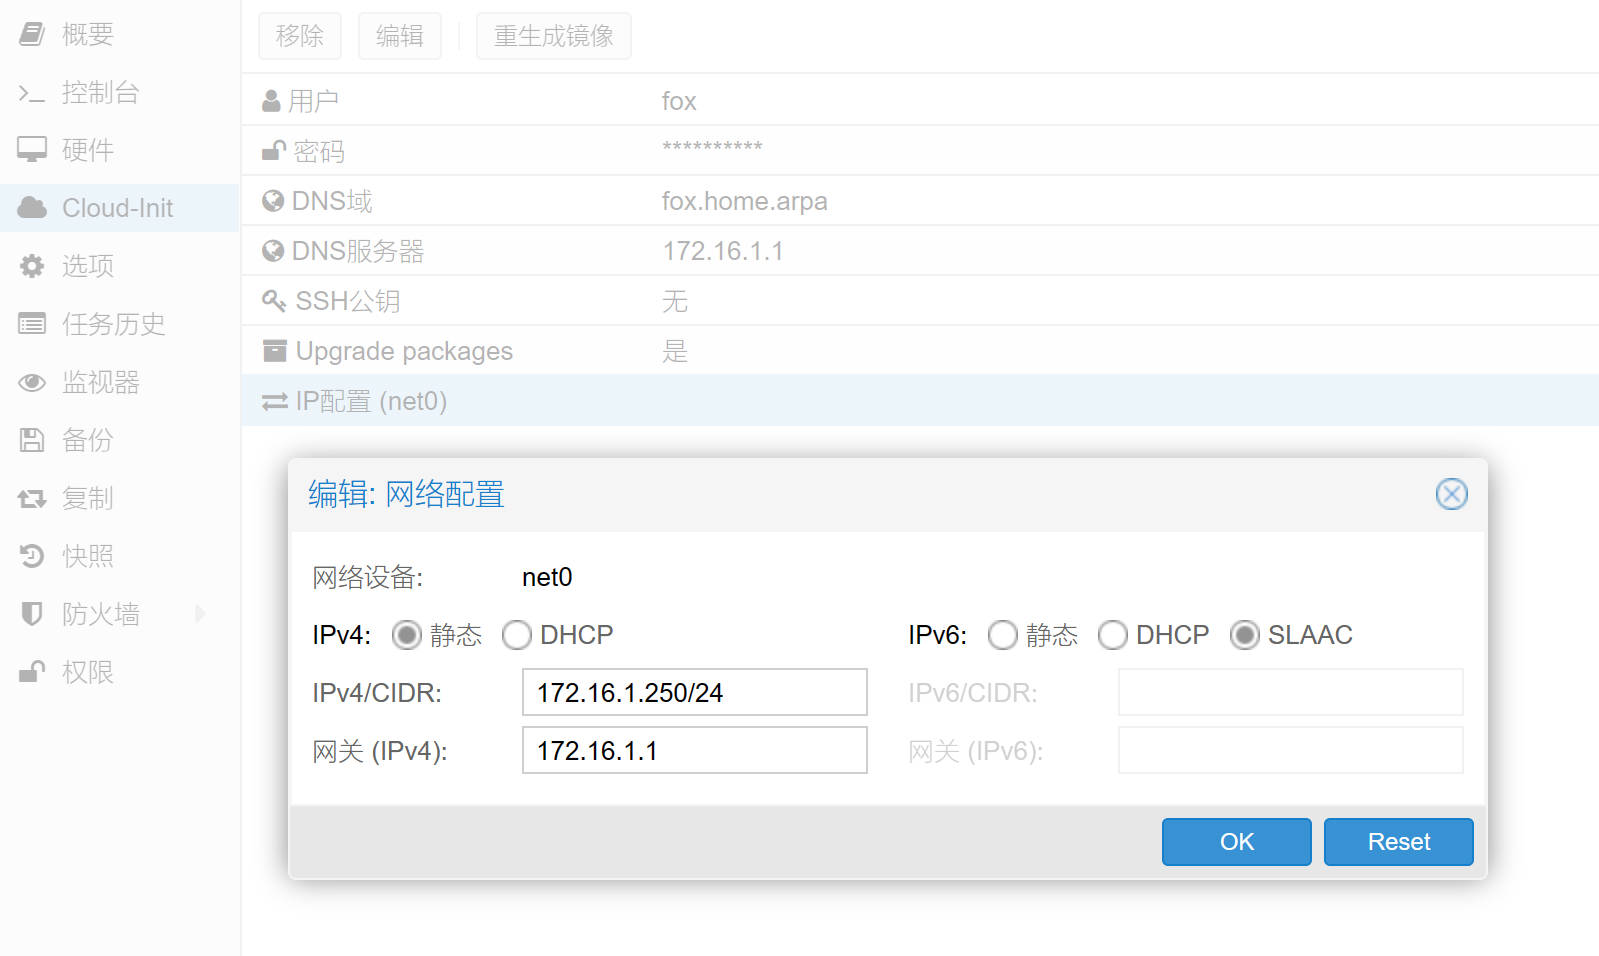 概要
控制台
硬件
Cloud-Init
选项
任务历史
监视器
备份
复制
快照
防火墙
权限
移除 编辑 重生成镜像
用户 fox
密码 **********
DNS域 fox.home.arpa
DNS服务器 172.16.1.1
SSH公钥 无
Upgrade packages 是
IP配置 (net0)
编辑: 网络配置
网络设备: net0
IPv4: 静态 DHCP IPv6: 静态 DHCP SLAAC
IPv4/CIDR: 172.16.1.250/24 IPv6/CIDR:
网关 (IPv4): 172.16.1.1 网关 (IPv6):
OK Reset